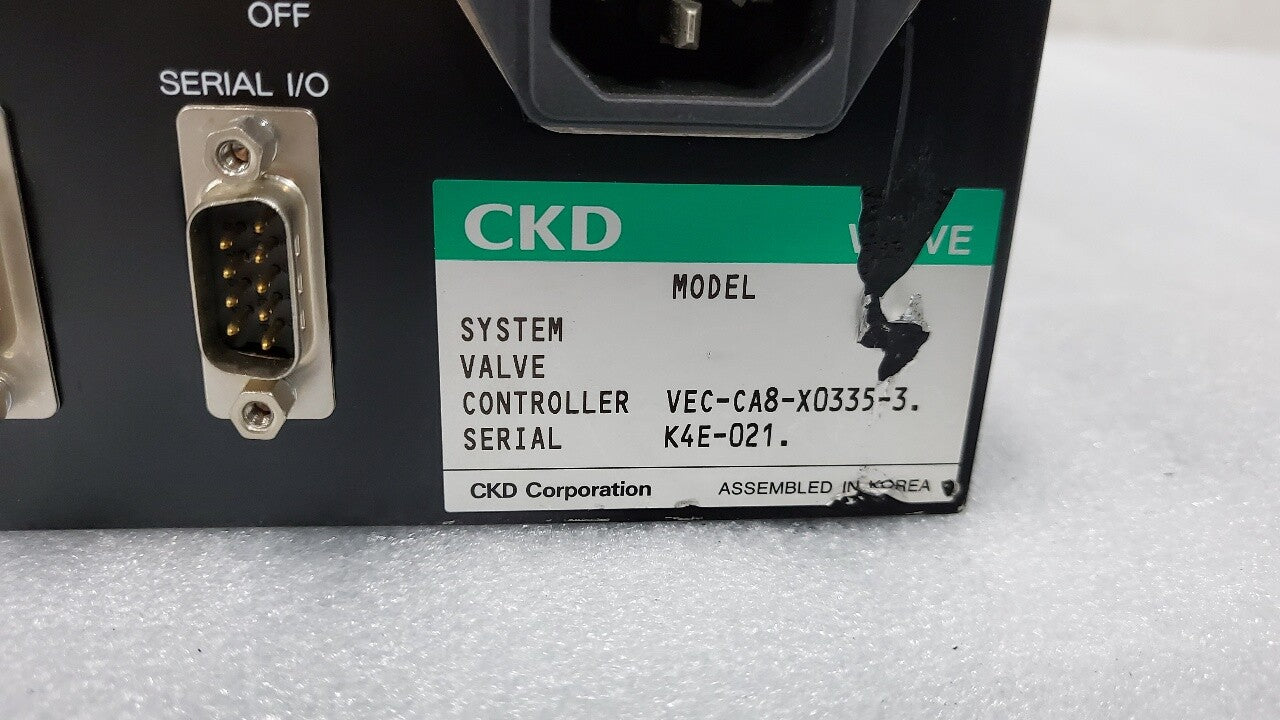 OFF
SERIAL I/O
CKD
MODEL
SYSTEM
VALVE
CONTROLLER VEC-CA8-X0335-3.
SERIAL K4E-021.
CKD Corporation ASSEMBLED IN KOREA